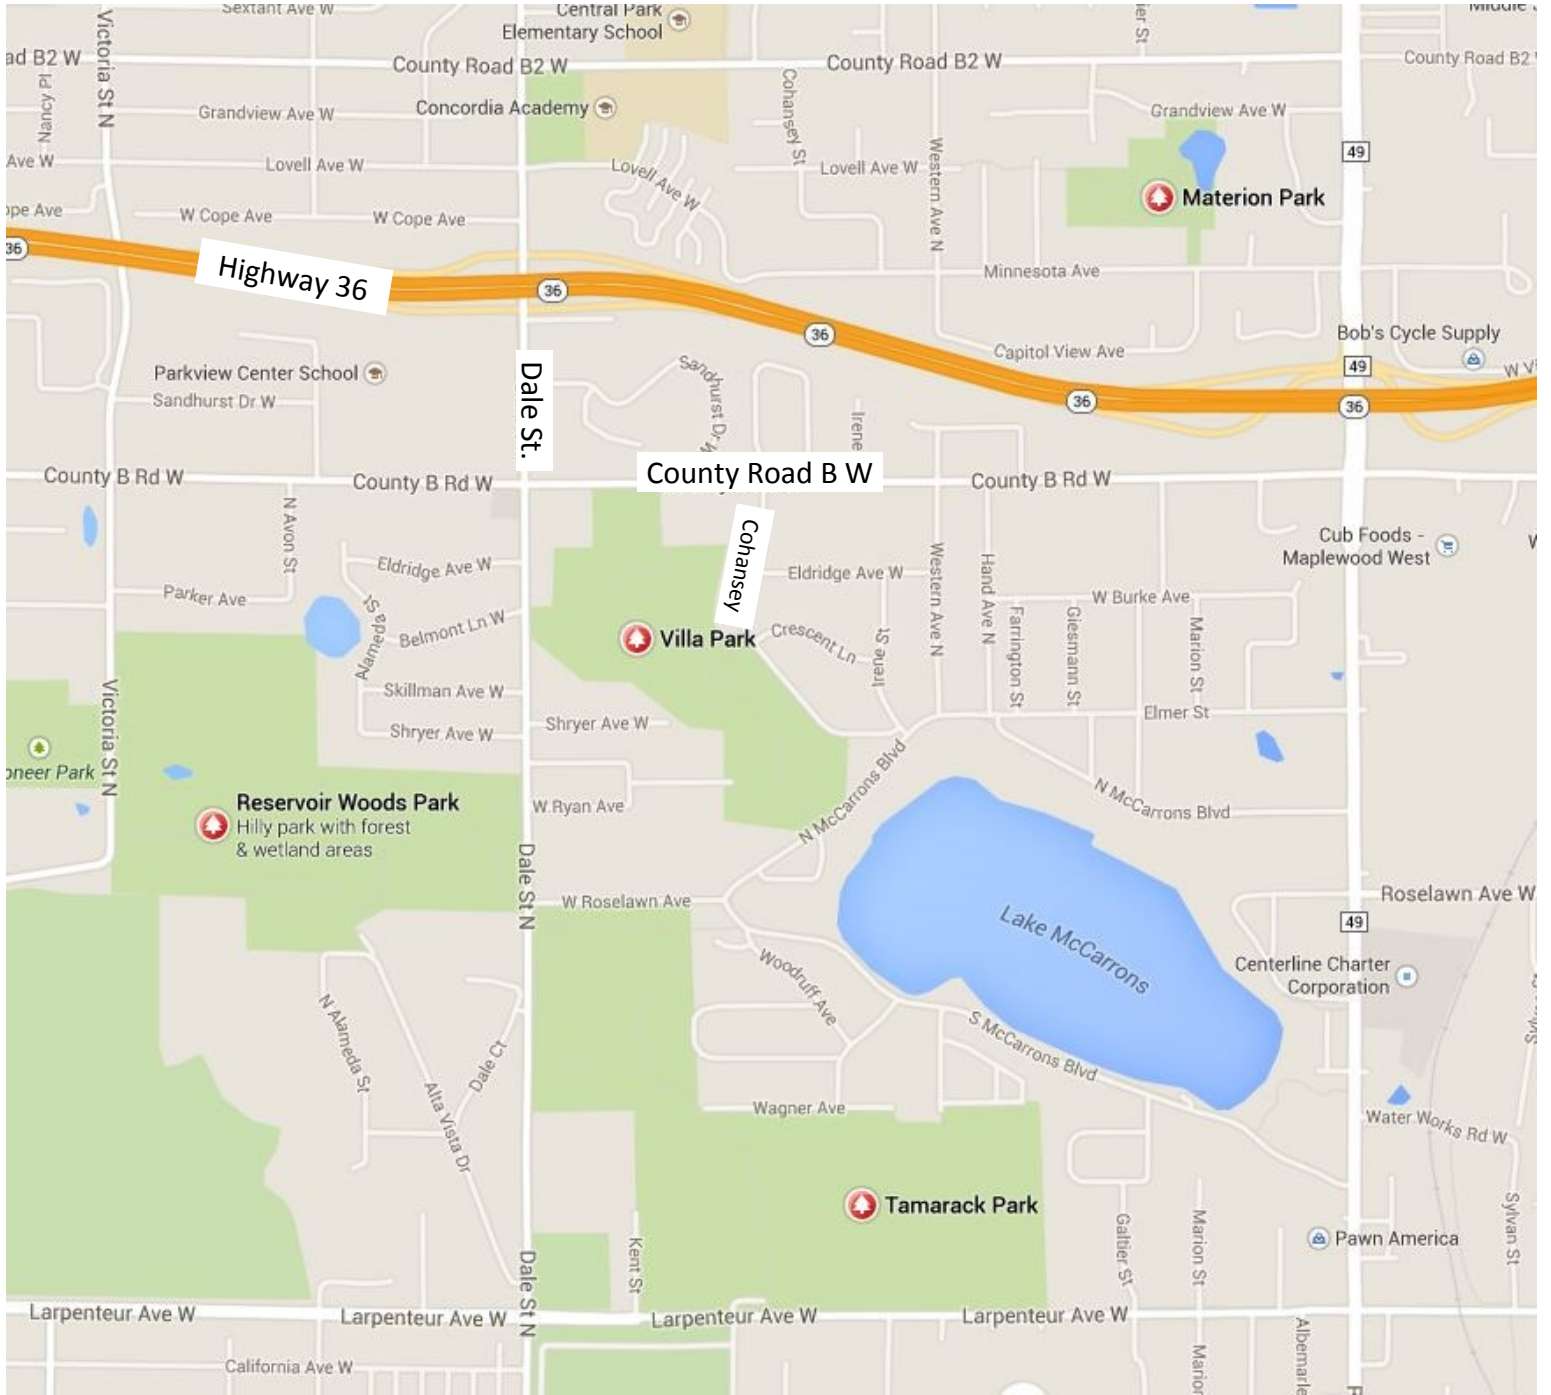 Sextant Ave W
Central Park
Elementary School
County Road B2 W
County Road B2 W
County Road B2
ad B2 W
Victoria St N
Nancy Pl
Concordia Academy
Grandview Ave W
Cohansey St
Grandview Ave W
49
Ave W
Lovell Ave W
Lovell Ave W
Lovell Ave W
Western Ave N
Materion Park
ope Ave
W Cope Ave
W Cope Ave
36
Highway 36
36
Minnesota Ave
36
Bob's Cycle Supply
Capitol View Ave
49
W Vi
Parkview Center School
Dale St.
Sandhurst Dr W
Sandhurst Dr W
Irene
36
36
County B Rd W
County B Rd W
County Road B W
County B Rd W
N Avon St
Cohansey
Cub Foods -
Maplewood West
Eldridge Ave W
Eldridge Ave W
Western Ave N
Hand Ave N
Parker Ave
Alameda St
Belmont Ln W
Villa Park
Crescent Ln
Irene St
Farrington St
Giesmann St
W Burke Ave
Marion St
Skillman Ave W
Victoria St N
Shryer Ave W
Shryer Ave W
Elmer St
oneer Park
Reservoir Woods Park
Hilly park with forest
& wetland areas
W Ryan Ave
N McCarrons Blvd
N McCarrons Blvd
Dale St N
W Roselawn Ave
Roselawn Ave W
49
Lake McCarrons
Woodruff Ave
Centerline Charter
Corporation
N Alameda St
Dale Ct
S McCarrons Blvd
Alta Vista Dr
Wagner Ave
Water Works Rd W
Tamarack Park
Kent St
Galtier St
Marion St
Pawn America
Sylvan St
Dale St N
Larpenteur Ave W
Larpenteur Ave W
Larpenteur Ave W
Larpenteur Ave W
California Ave W
Marion
Albemarle